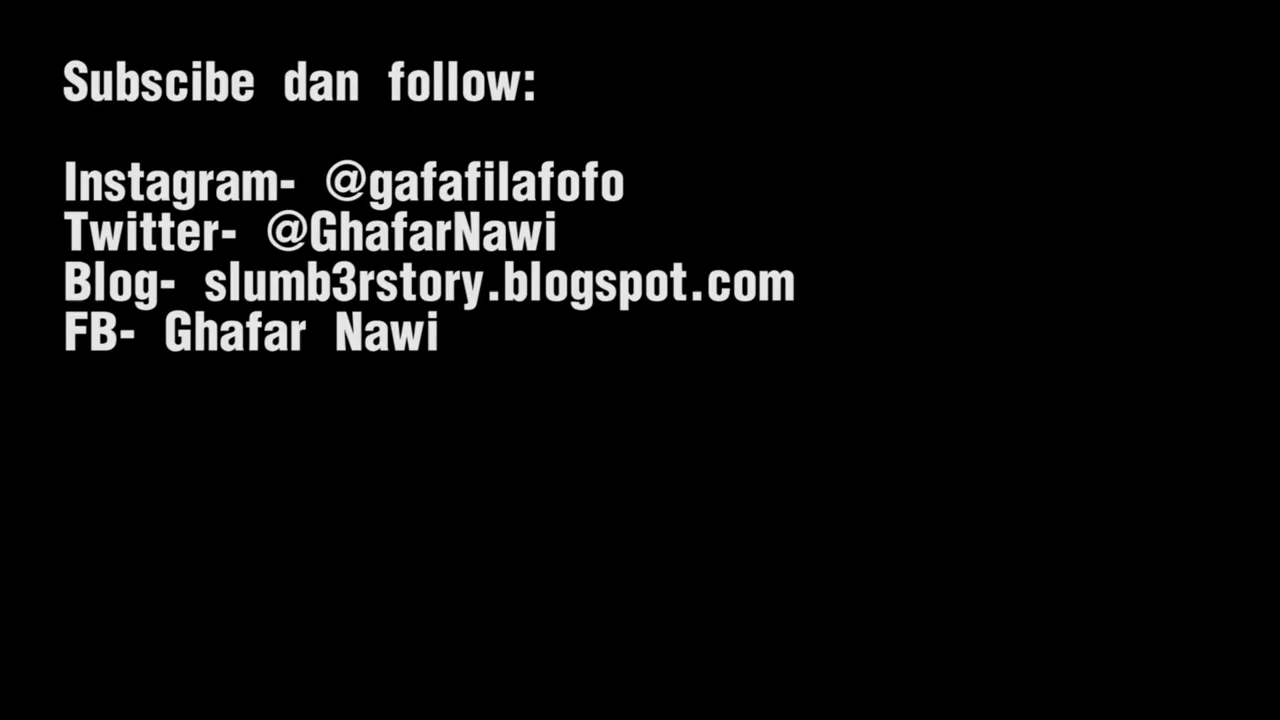 Subscibe dan follow:
Instagram- @gafafilafofo
Twitter- @GhafarNawi
Blog- slumb3rstory.blogspot.com
FB- Ghafar Nawi